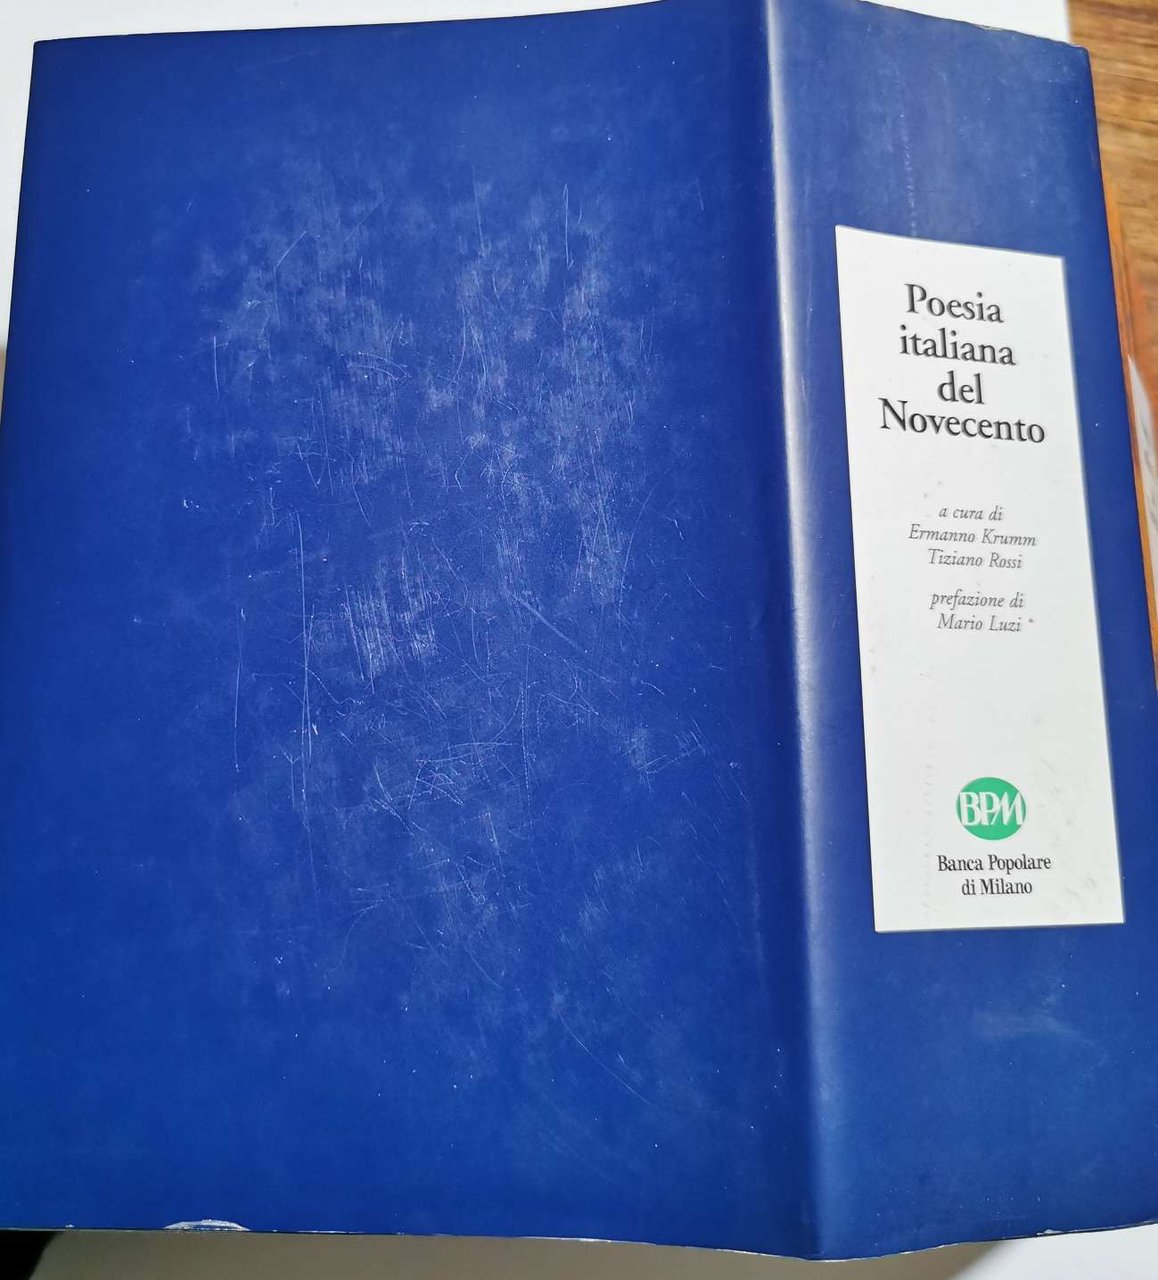 Poesia
italiana
del
Novecento
a cura di
Ermanno Krumm
Tiziano Rossi
prefazione di
Mario Luzi
BPM
Banca Popolare
di Milano